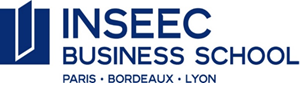 INSEEC
BUSINESS SCHOOL
PARIS • BORDEAUX • LYON